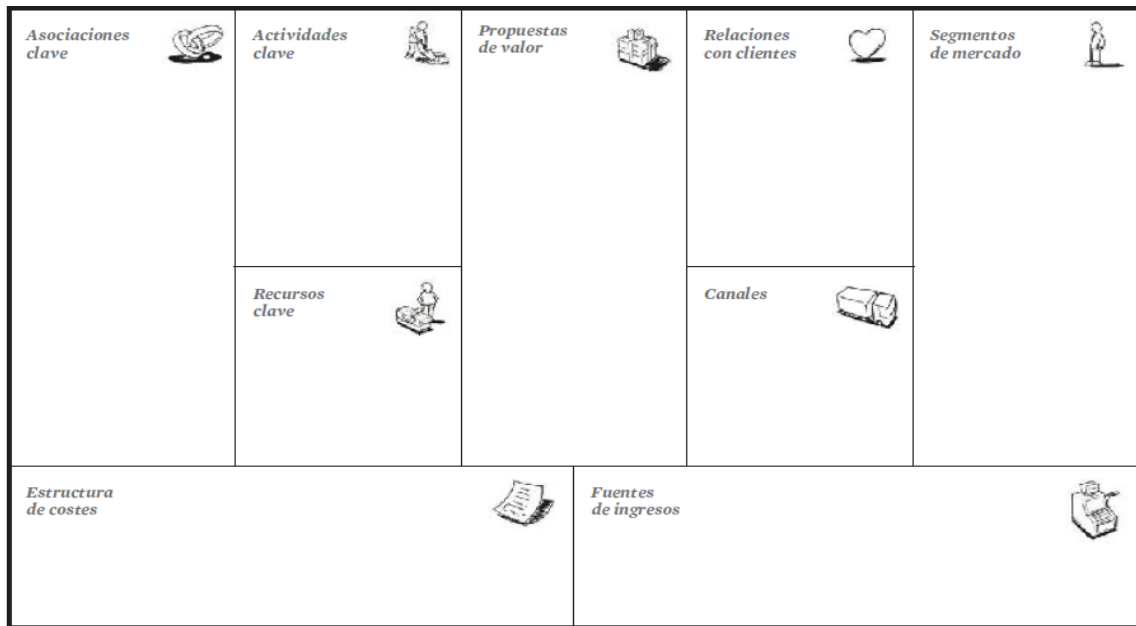 Asociaciones
clave
Actividades
clave
Propuestas
de valor
Relaciones
con clientes
Segmentos
de mercado
Recursos
clave
Canales
Estructura
de costes
Fuentes
de ingresos